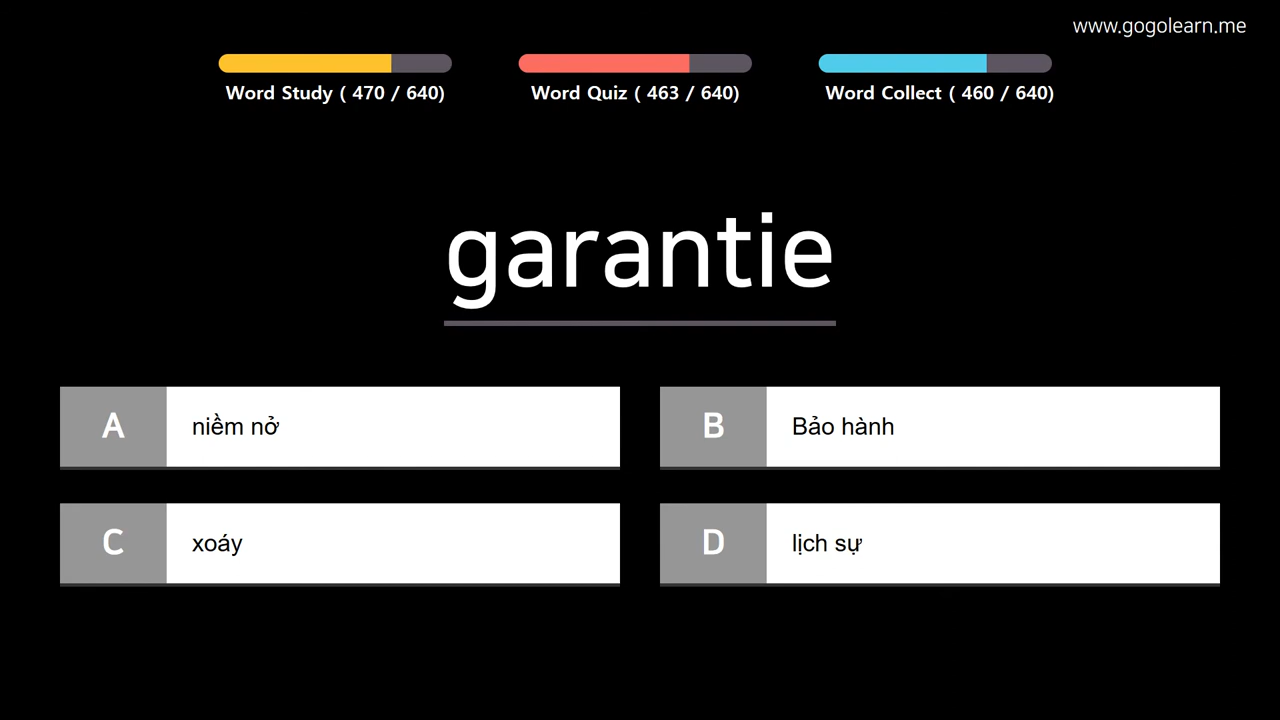 www.gogolearn.me
Word Study ( 470 / 640)
Word Quiz ( 463 / 640)
Word Collect ( 460 / 640)
garantie
A niềm nở
B Bảo hành
C xoáy
D lịch sự